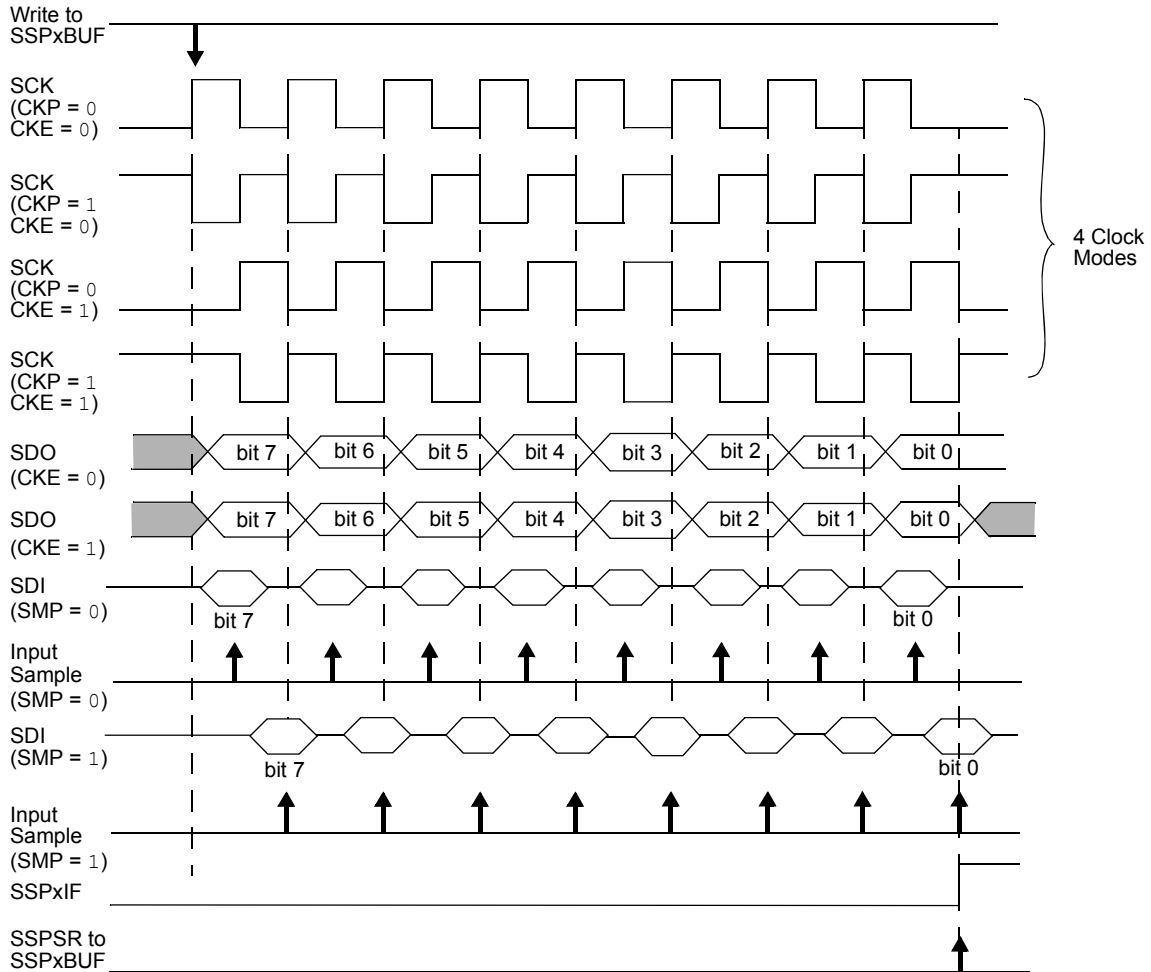 Write to
SSPxBUF
SCK
(CKP = 0
CKE = 0)
SCK
(CKP = 1
CKE = 0)
SCK
(CKP = 0
CKE = 1)
SCK
(CKP = 1
CKE = 1)
4 Clock
Modes
SDO
(CKE = 0)
bit 7 bit 6 bit 5 bit 4 bit 3 bit 2 bit 1 bit 0
SDO
(CKE = 1)
bit 7 bit 6 bit 5 bit 4 bit 3 bit 2 bit 1 bit 0
SDI
(SMP = 0)
bit 7 bit 0
Input
Sample
(SMP = 0)
SDI
(SMP = 1)
bit 7 bit 0
Input
Sample
(SMP = 1)
SSPxIF
SSPSR to
SSPxBUF